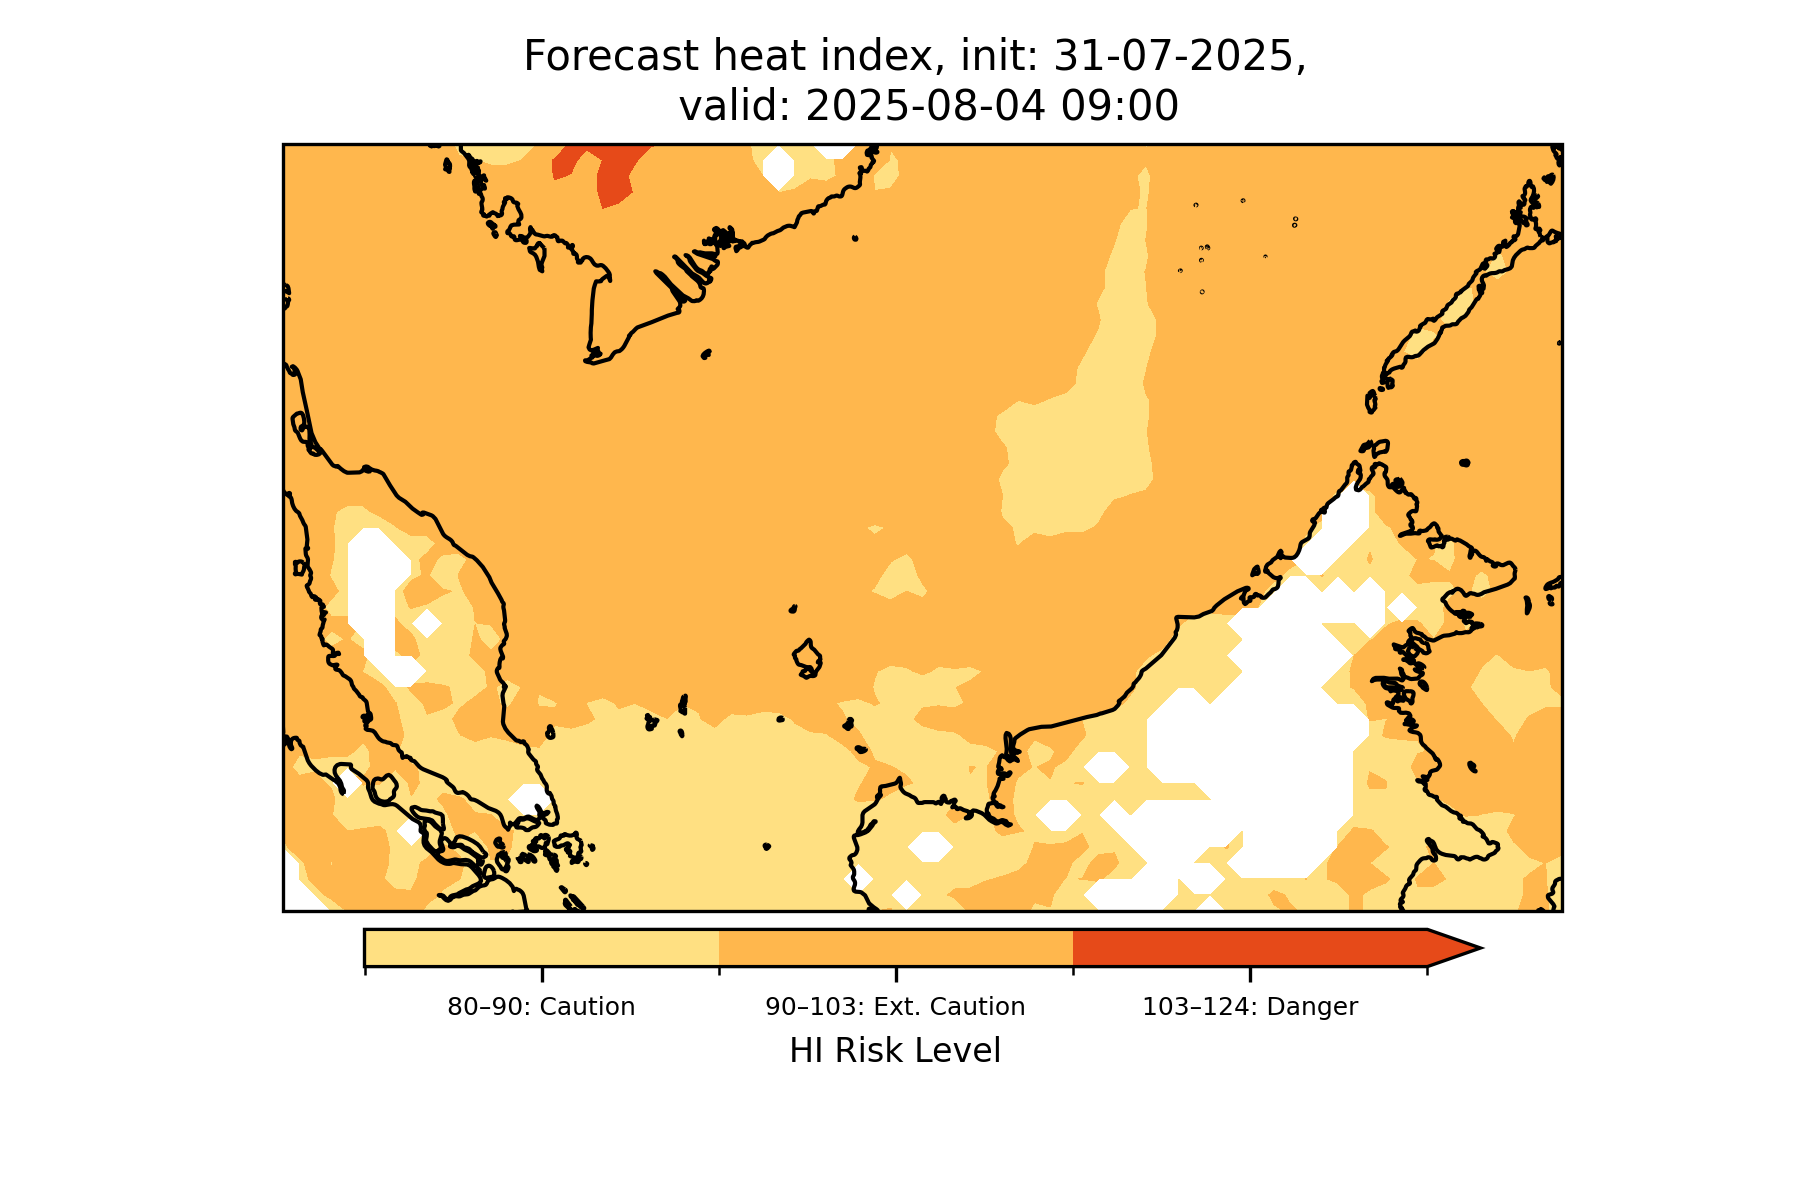 Forecast heat index, init: 31-07-2025,
valid: 2025-08-04 09:00
80–90: Caution
90–103: Ext. Caution
103–124: Danger
HI Risk Level